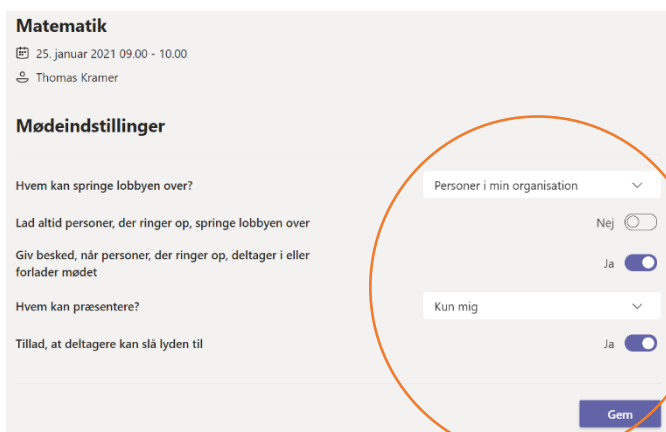 Matematik
25. januar 2021 09.00 - 10.00
Thomas Kramer
Mødeindstillinger
Hvem kan springe lobbyen over?
Personer i min organisation
Lad altid personer, der ringer op, springe lobbyen over
Nej
Giv besked, når personer, der ringer op, deltager i eller
forlader mødet
Ja
Hvem kan præsentere?
Kun mig
Tillad, at deltagere kan slå lyden til
Ja
Gem